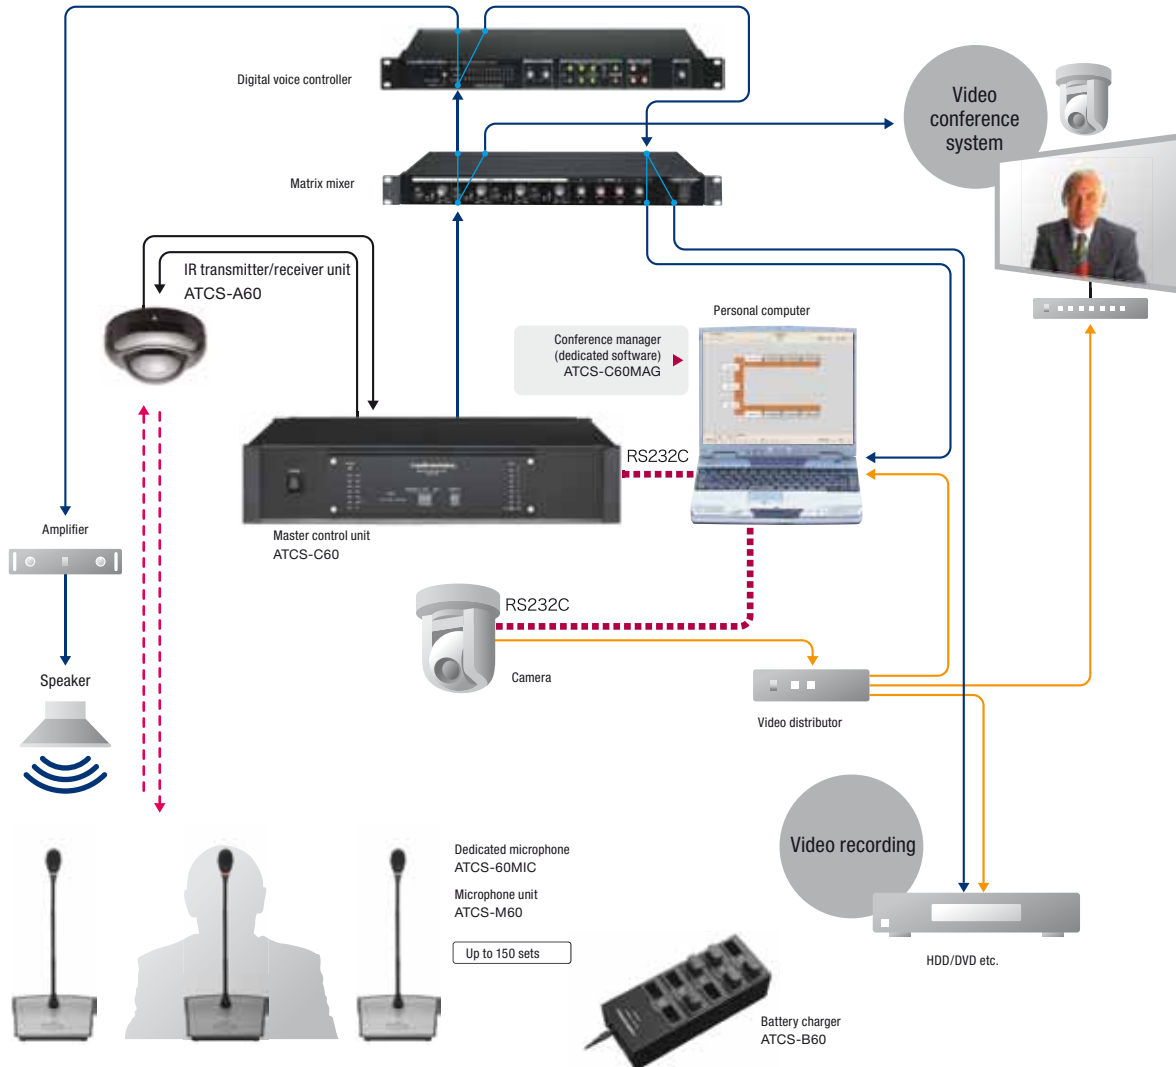 Digital voice controller
Video
conference
system
Matrix mixer
IR transmitter/receiver unit
ATCS-A60
Personal computer
Conference manager
(dedicated software)
ATCS-C60MAG
RS232C
Amplifier
Master control unit
ATCS-C60
RS232C
Speaker
Camera
Video distributor
Video recording
Dedicated microphone
ATCS-60MIC
Microphone unit
ATCS-M60
Up to 150 sets
HDD/DVD etc.
Battery charger
ATCS-B60